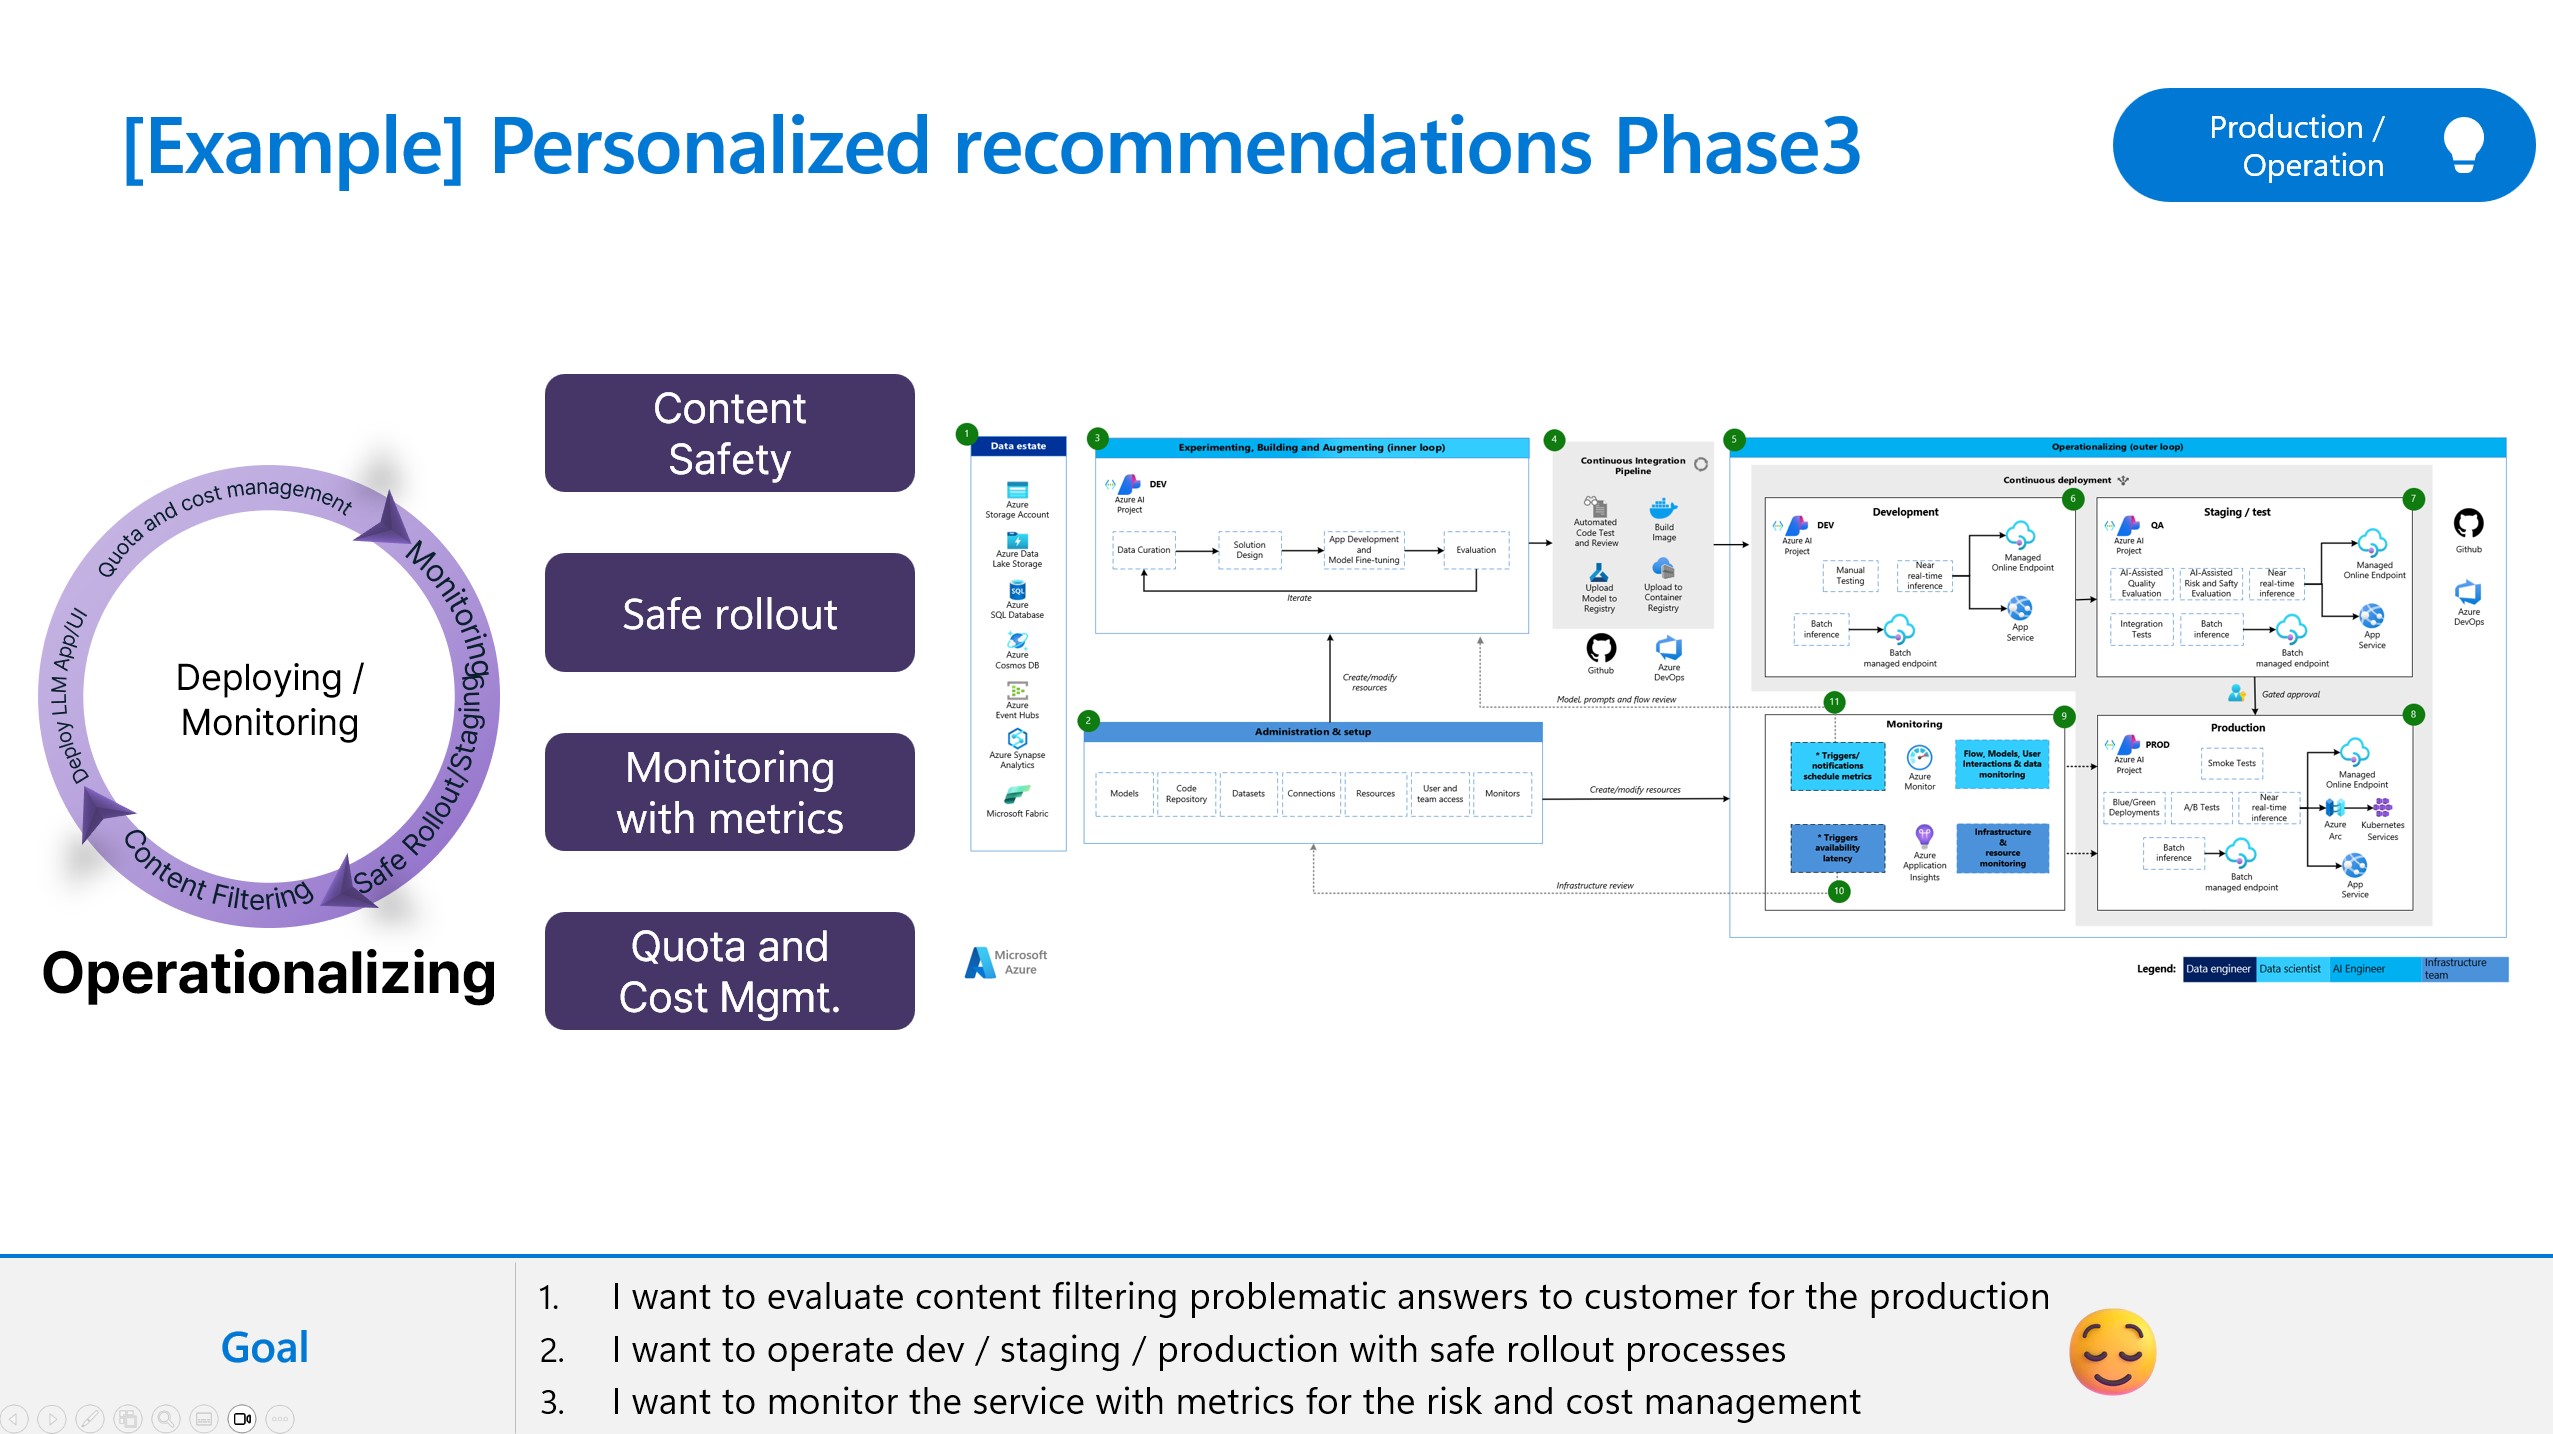 [Example] Personalized recommendations Phase3
Production /
Operation
Quota and cost management
Monitoring
Safe Rollout/Staging
Content Filtering
Deploy LLM App/UI
Deploying /
Monitoring
Operationalizing
Content
Safety
Safe rollout
Monitoring
with metrics
Quota and
Cost Mgmt.
1
Data estate
Azure
Storage Account
Azure Data
Lake Storage
SQL
Azure
SQL Database
Azure
Cosmos DB
Azure
Event Hubs
Azure Synapse
Analytics
Microsoft Fabric
3
Experimenting, Building and Augmenting (inner loop)
DEV
Azure AI
Project
Data Curation
Solution
Design
App Development
and
Model Fine-tuning
Evaluation
Iterate
Create/modify
resources
2
Administration & setup
Models
Code
Repository
Datasets
Connections
Resources
User and
team access
Monitors
Create/modify resources
Model, prompts and flow review
Infrastructure review
4
Continuous Integration
Pipeline
Automated
Code Test
and Review
Build
Image
Upload
Model to
Registry
Upload to
Container
Registry
Github
Azure
DevOps
5
Operationalizing (outer loop)
Continuous deployment
6
Development
DEV
Azure AI
Project
Manual
Testing
Near
real-time
inference
Managed
Online Endpoint
App
Service
Batch
inference
Batch
managed endpoint
7
Staging / test
QA
Azure AI
Project
AI-Assisted
Quality
Evaluation
AI-Assisted
Risk and Safty
Evaluation
Near
real-time
inference
Managed
Online Endpoint
Integration
Tests
Batch
inference
Batch
managed endpoint
App
Service
Github
Azure
DevOps
Gated approval
11
9
Monitoring
* Triggers/
notifications
schedule metrics
Azure
Monitor
Flow, Models, User
Interactions & data
monitoring
* Triggers
availability
latency
Azure
Application
Insights
Infrastructure
&
resource
monitoring
10
8
Production
PROD
Azure AI
Project
Smoke Tests
Managed
Online Endpoint
Blue/Green
Deployments
A/B Tests
Near
real-time
inference
Azure
Arc
Kubernetes
Services
Batch
inference
Batch
managed endpoint
App
Service
Microsoft
Azure
Legend:
Data engineer
Data scientist
AI Engineer
Infrastructure
team
Goal
1. I want to evaluate content filtering problematic answers to customer for the production
2. I want to operate dev / staging / production with safe rollout processes
3. I want to monitor the service with metrics for the risk and cost management